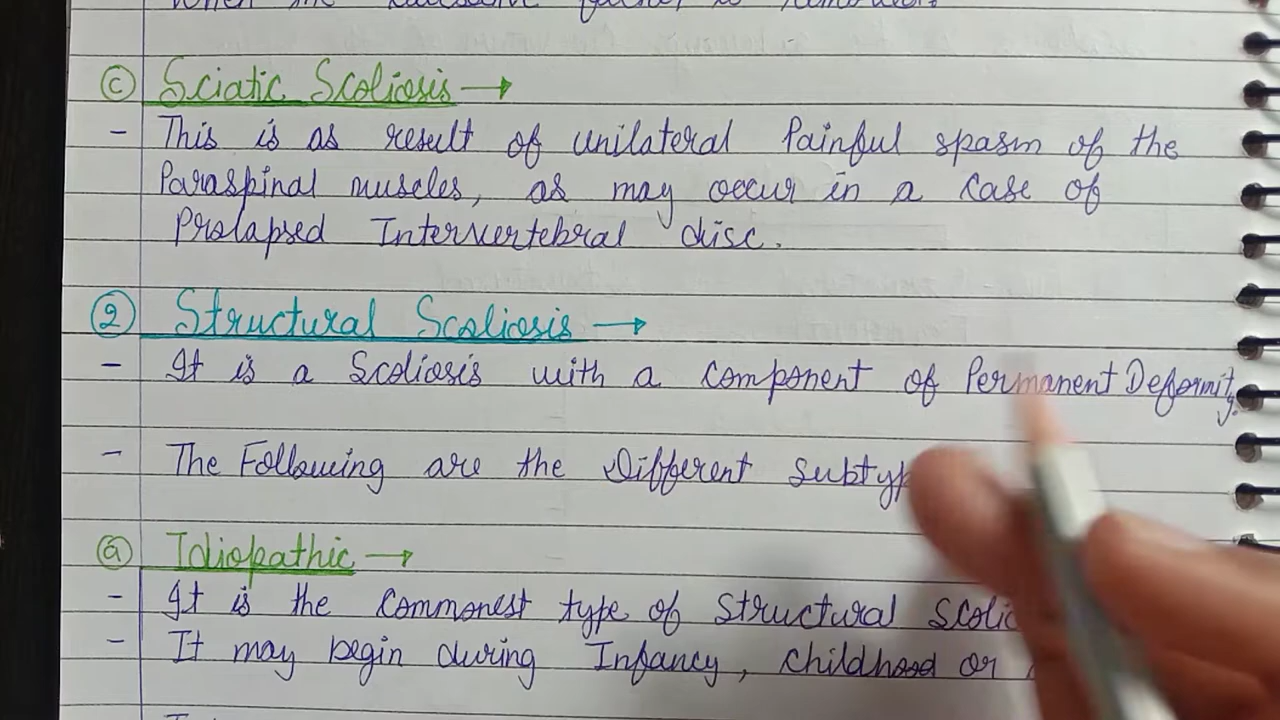 ⓒ Sciatic Scoliosis →
- This is as result of unilateral Painful spasm of the
Paraspinal muscles, as may occur in a case of
Prolapsed Intervertebral disc.
② Structural Scoliosis →
- It is a Scoliosis with a component of Permanent Deformity.
- The Following are the Different
ⓐ Idiopathic →
- It is the Commonest type of Structural
- It may begin during Infancy, Childhood or